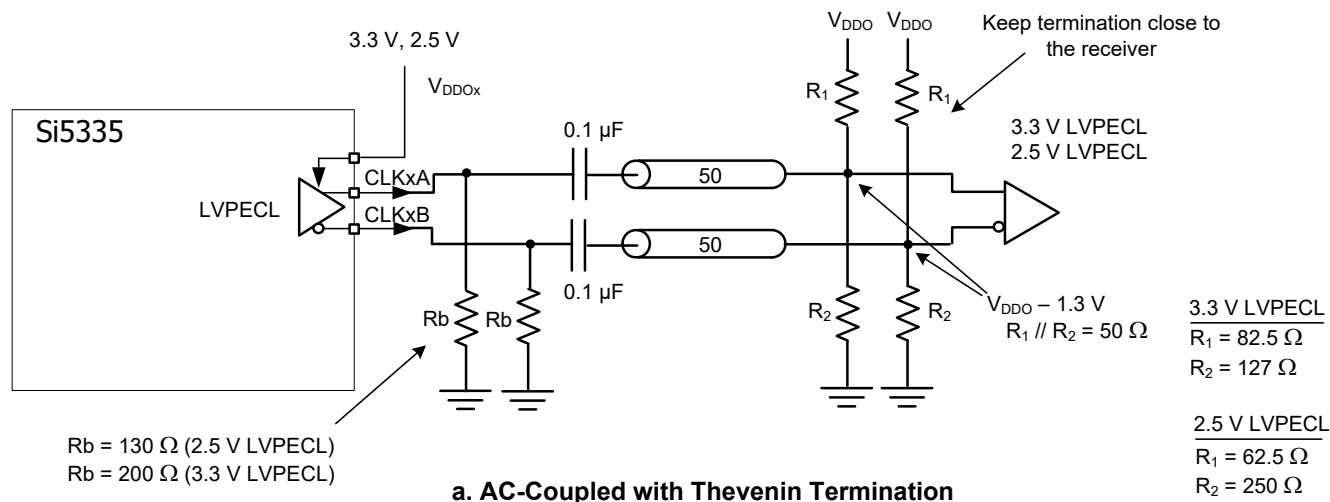 3.3 V, 2.5 V
VDDOx
Si5335
LVPECL
CLKxA
CLKxB
0.1 µF
0.1 µF
50
50
Rb
Rb
Rb = 130 Ω (2.5 V LVPECL)
Rb = 200 Ω (3.3 V LVPECL)
VDDO
VDDO
R1
R1
R2
R2
Keep termination close to
the receiver
3.3 V LVPECL
2.5 V LVPECL
VDDO – 1.3 V
R1 // R2 = 50 Ω
3.3 V LVPECL
R1 = 82.5 Ω
R2 = 127 Ω
2.5 V LVPECL
R1 = 62.5 Ω
R2 = 250 Ω
a. AC-Coupled with Thevenin Termination